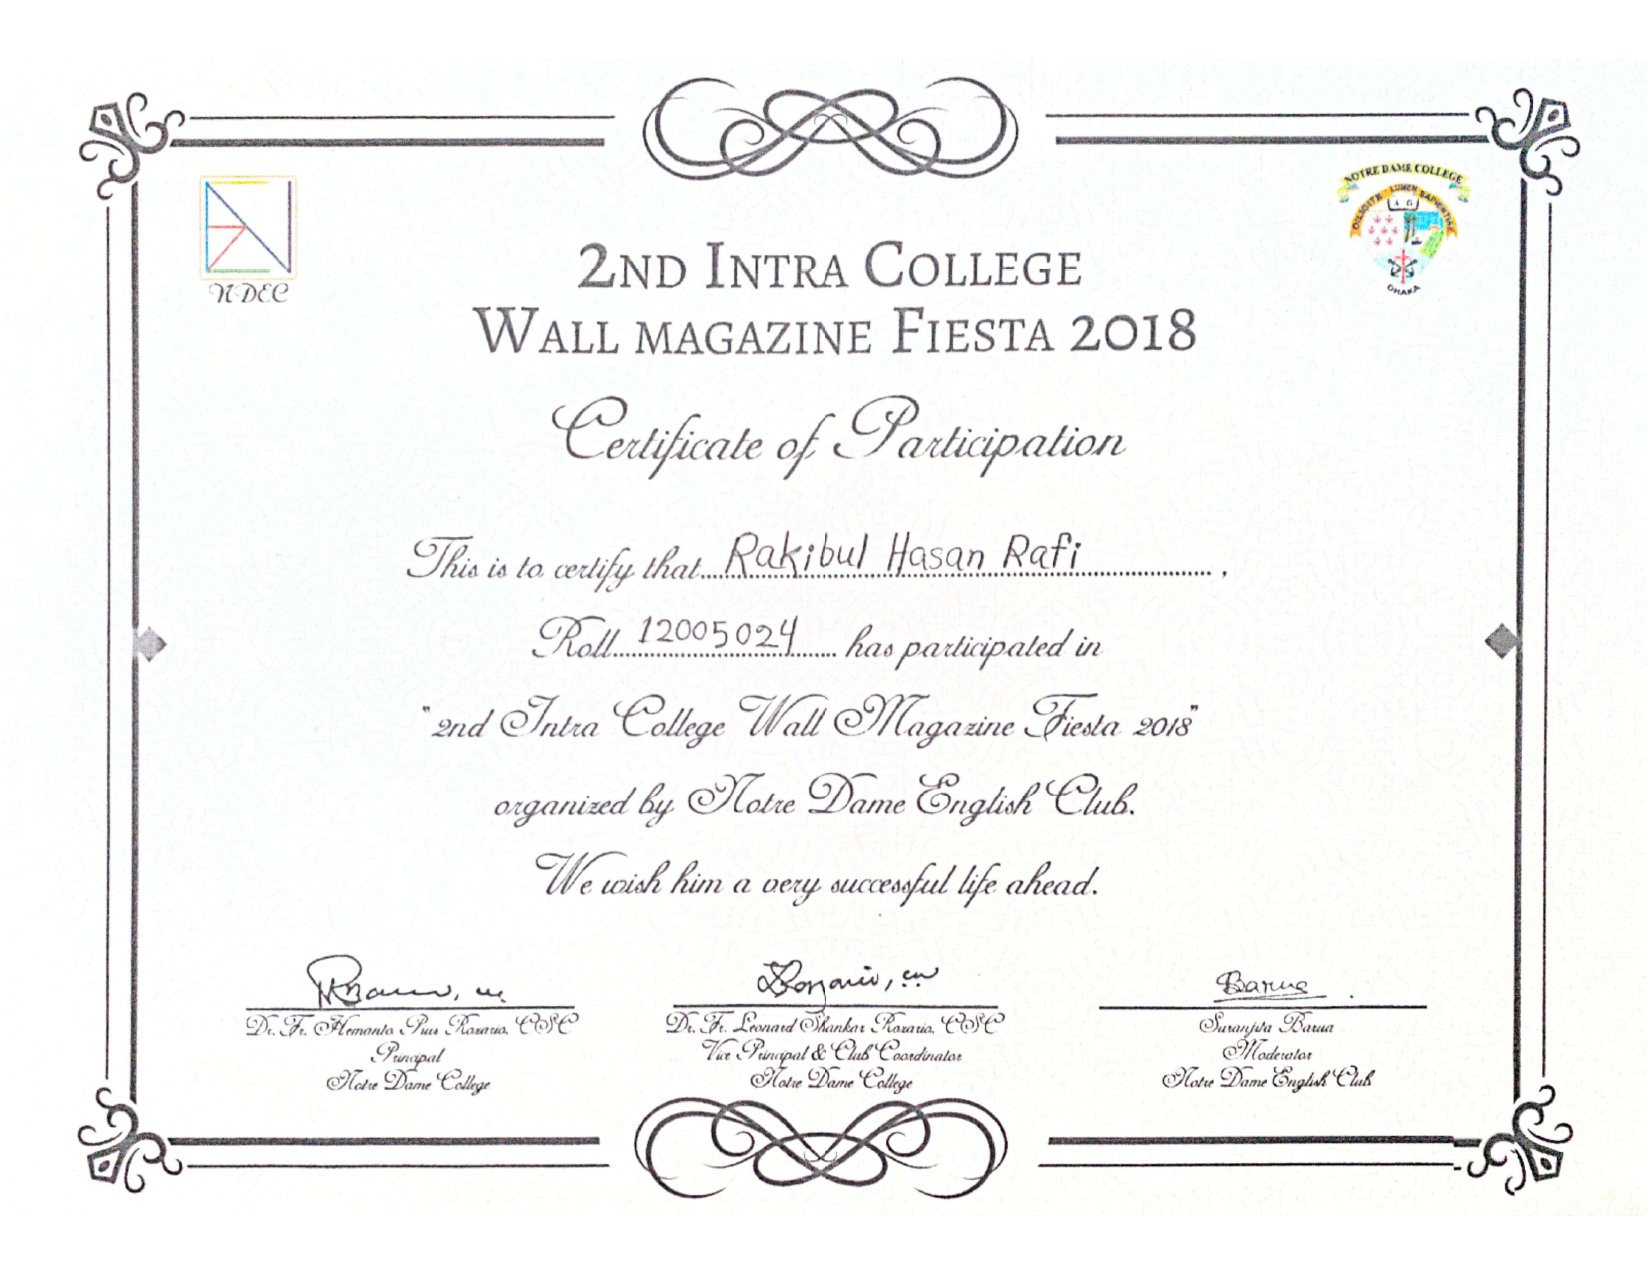 NDEC
NOTRE DAME COLLEGE
DILIGITE LUMEN SAPIENTIAE
DHAKA
2ND INTRA COLLEGE
WALL MAGAZINE FIESTA 2018
Certificate of Participation
This is to certify that Rakibul Hasan Rafi ,
Roll 12005024 has participated in
"2nd Intra College Wall Magazine Fiesta 2018"
organized by Notre Dame English Club.
We wish him a very successful life ahead.
Barua
Dr. Fr. Hemanto Pius Rozario, CSC
Principal
Notre Dame College
Dr. Fr. Leonard Shankar Rozario, CSC
Vice Principal & Club Coordinator
Notre Dame College
Suranjita Barua
Moderator
Notre Dame English Club